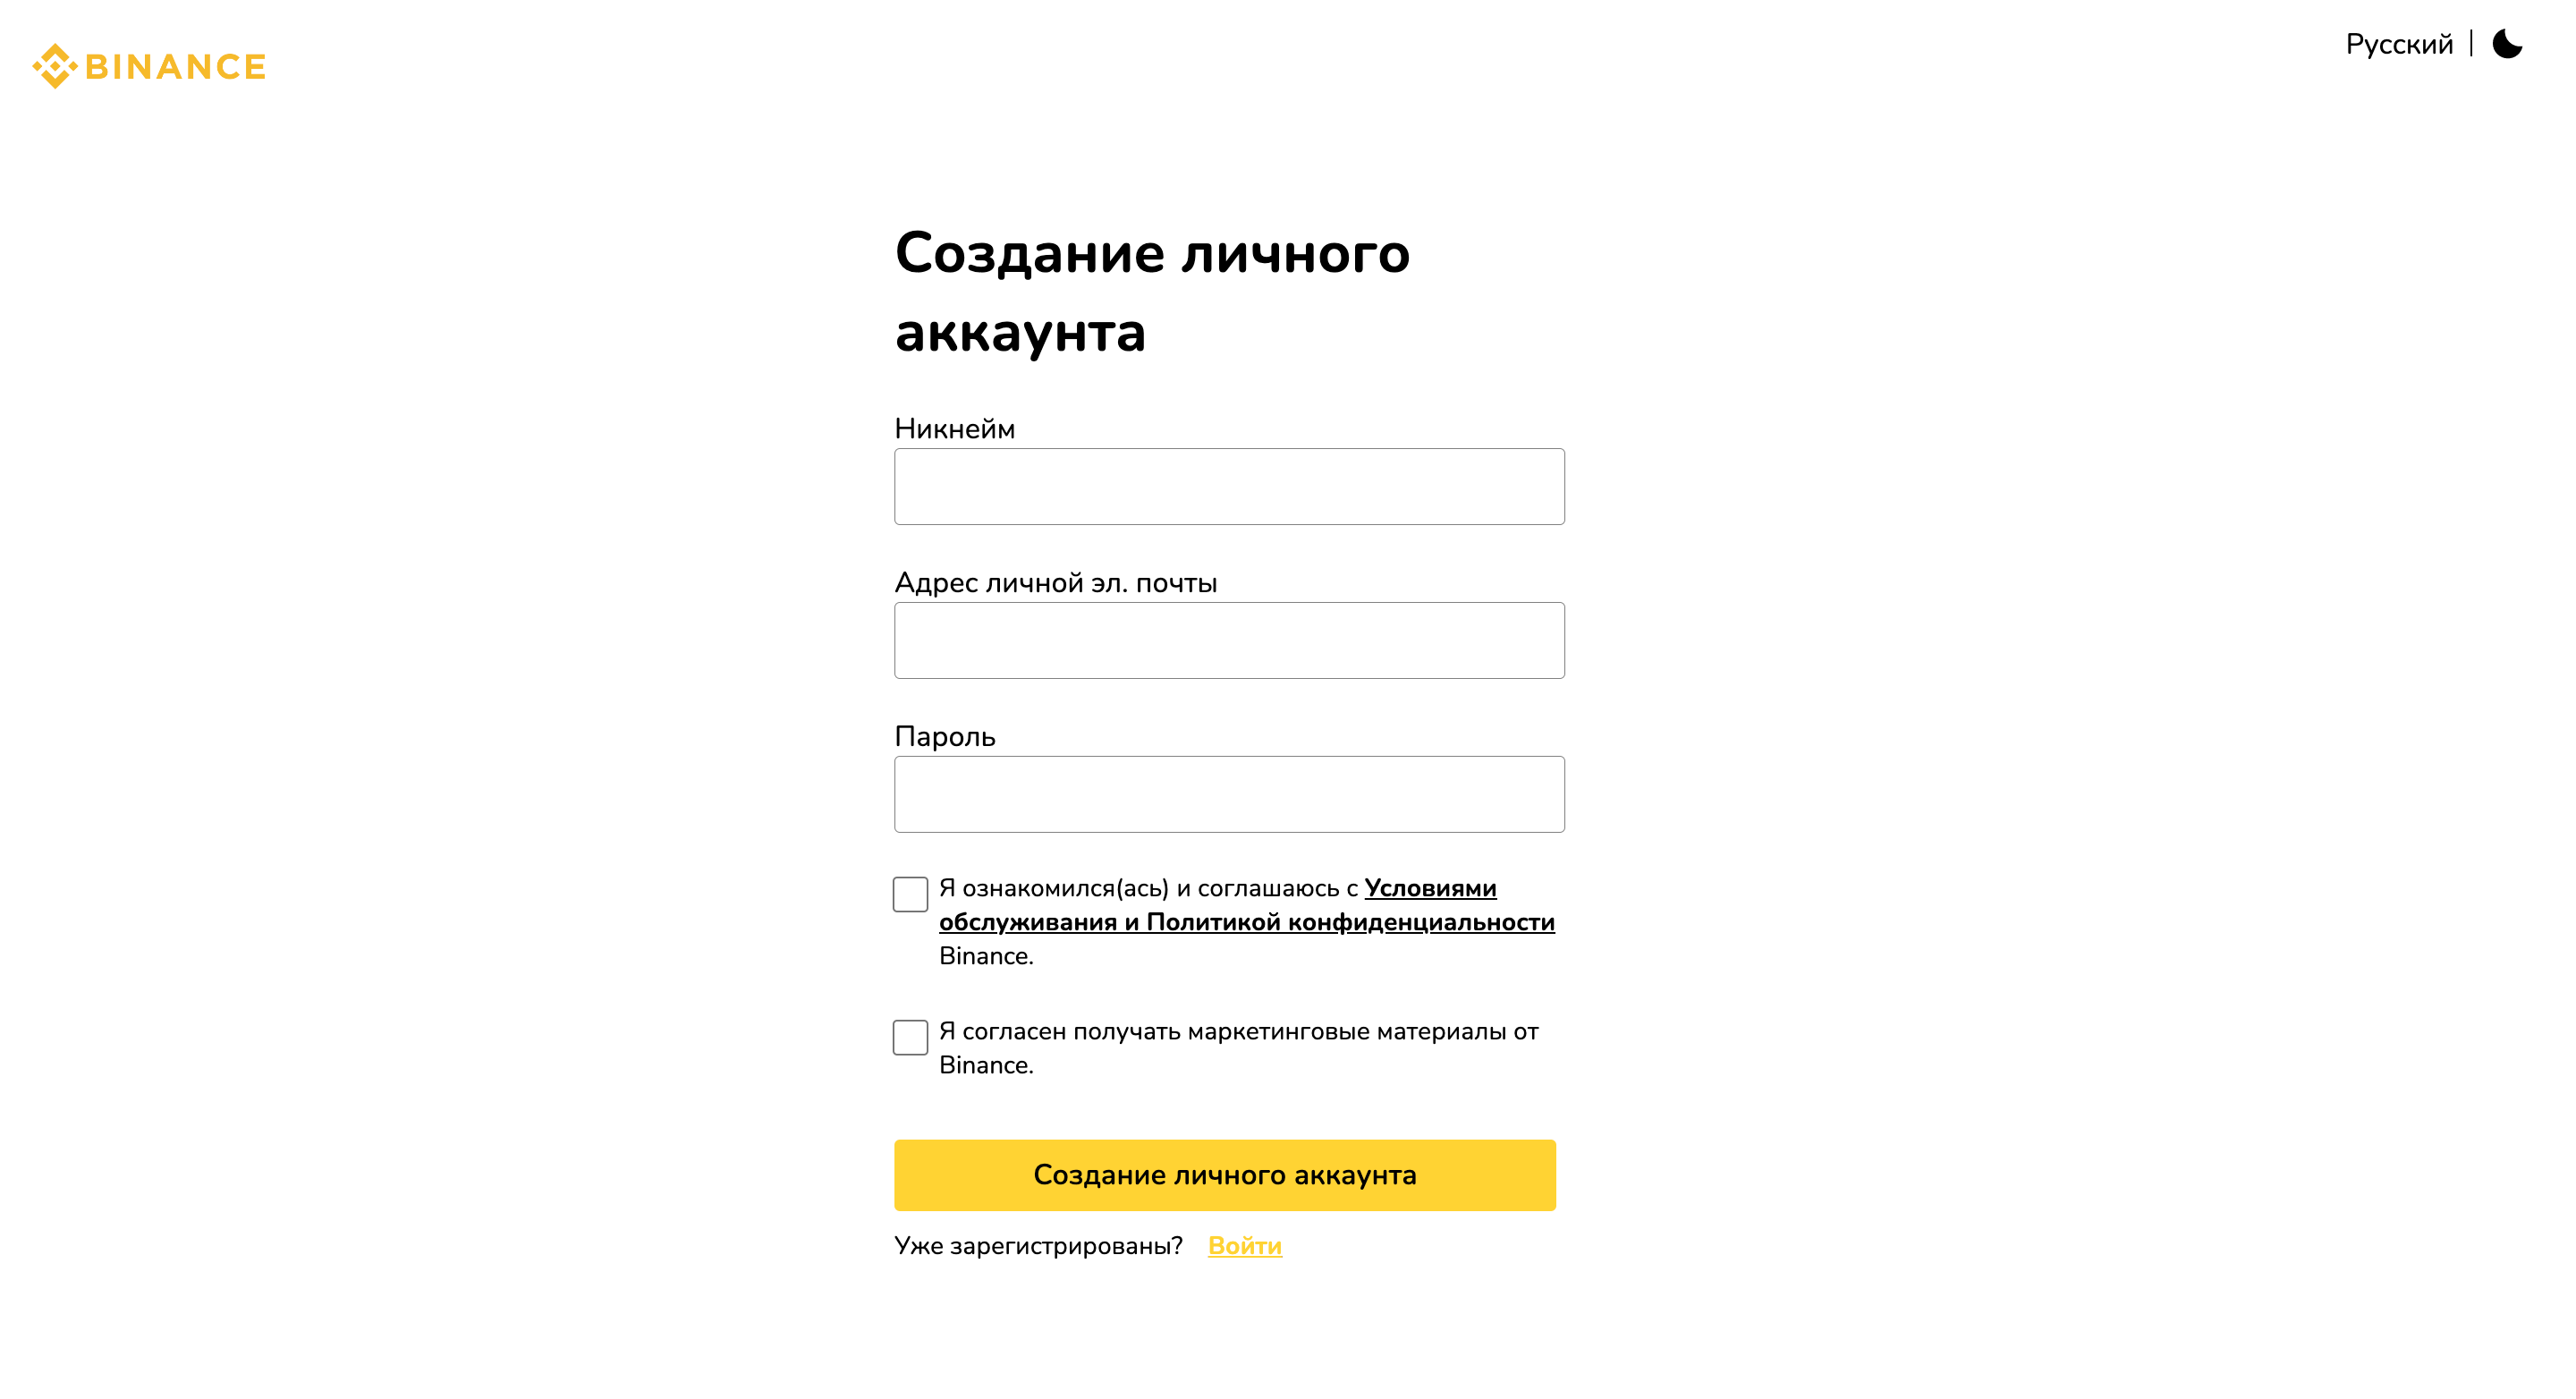 BINANCE
Русский
Создание личного
аккаунта
Никнейм
Адрес личной эл. почты
Пароль
Я ознакомился(ась) и соглашаюсь с Условиями
обслуживания и Политикой конфиденциальности
Binance.
Я согласен получать маркетинговые материалы от
Binance.
Создание личного аккаунта
Уже зарегистрированы? Войти